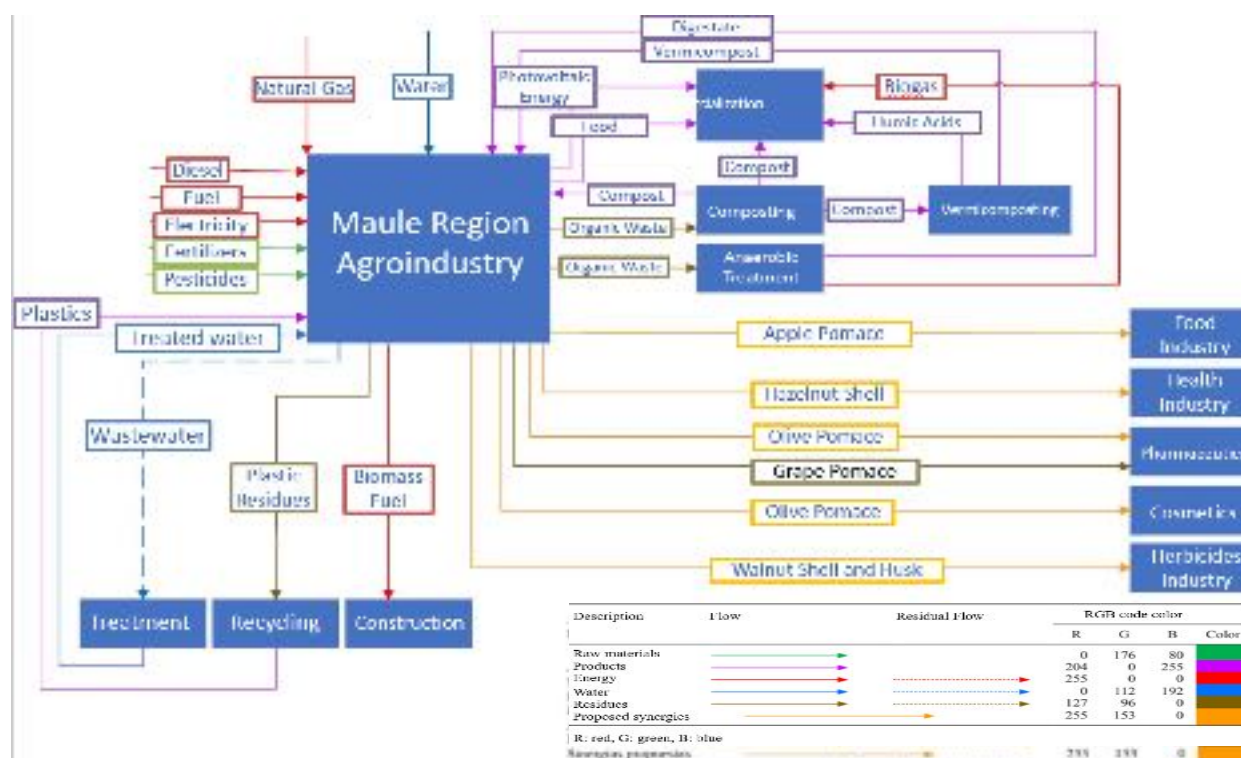 Digestate
Vermicompost
Natural Gas
Water
Photovoltaic
Energy
cialization
Biogas
Humic Acids
Food
Compost
Diesel
Fuel
Electricity
Fertilizers
Pesticides
Maule Region
Agroindustry
Compost
Composting
Compost
Vermicomposting
Organic Waste
Organic Waste
Anaerobic
Treatment
Plastics
Treated water
Apple Pomace
Food
Industry
Hazelnut Shell
Health
Industry
Wastewater
Olive Pomace
Grape Pomace
Pharmaceutic
Plastic
Residues
Biomass
Fuel
Olive Pomace
Cosmetics
Walnut Shell and Husk
Herbicides
Industry
Treatment
Recycling
Construction
Description Flow Residual Flow RGB code color
R G B Color
Raw materials 0 176 80
Products 204 0 255
Energy 255 0 0
Water 0 112 192
Residues 127 96 0
Proposed synergies 255 153 0
R: red, G: green, B: blue